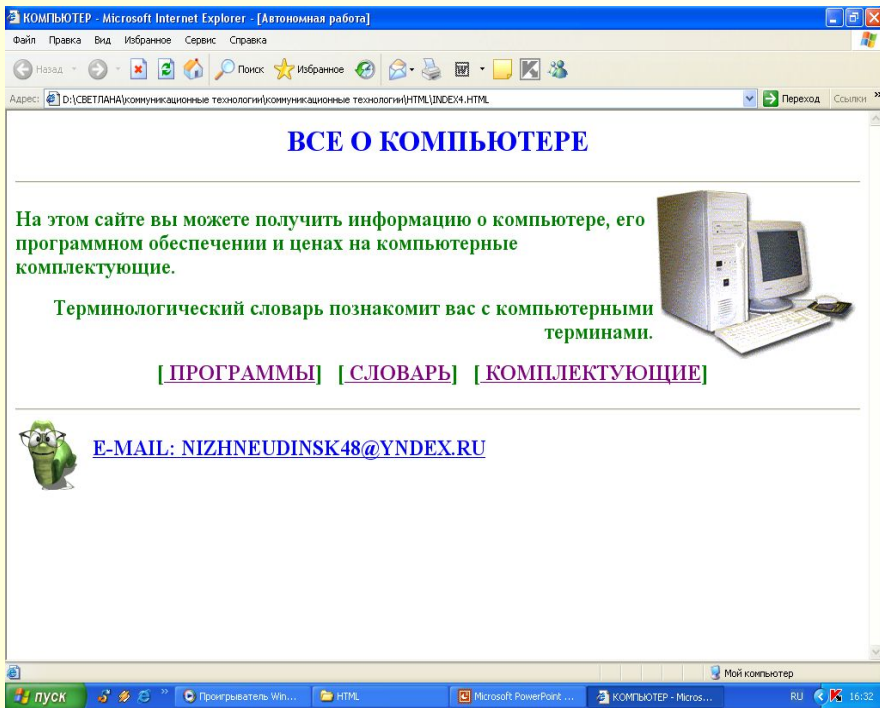 КОМПЬЮТЕР - Microsoft Internet Explorer - [Автономная работа]
Файл Правка Вид Избранное Сервис Справка
Назад Поиск Избранное
Адрес: D:\СВЕТЛАНА\коммуникационные технологии\коммуникационные технологии\HTML\INDEX4.HTML Переход Ссылки »
ВСЕ О КОМПЬЮТЕРЕ
На этом сайте вы можете получить информацию о компьютере, его
программном обеспечении и ценах на компьютерные
комплектующие.
Терминологический словарь познакомит вас с компьютерными
терминами.
[ ПРОГРАММЫ] [ СЛОВАРЬ] [ КОМПЛЕКТУЮЩИЕ]
E-MAIL: NIZHNEUDINSK48@YNDEX.RU
Мой компьютер
пуск » Проигрыватель Win... HTML Microsoft PowerPoint ... КОМПЬЮТЕР - Micros... RU 16:32